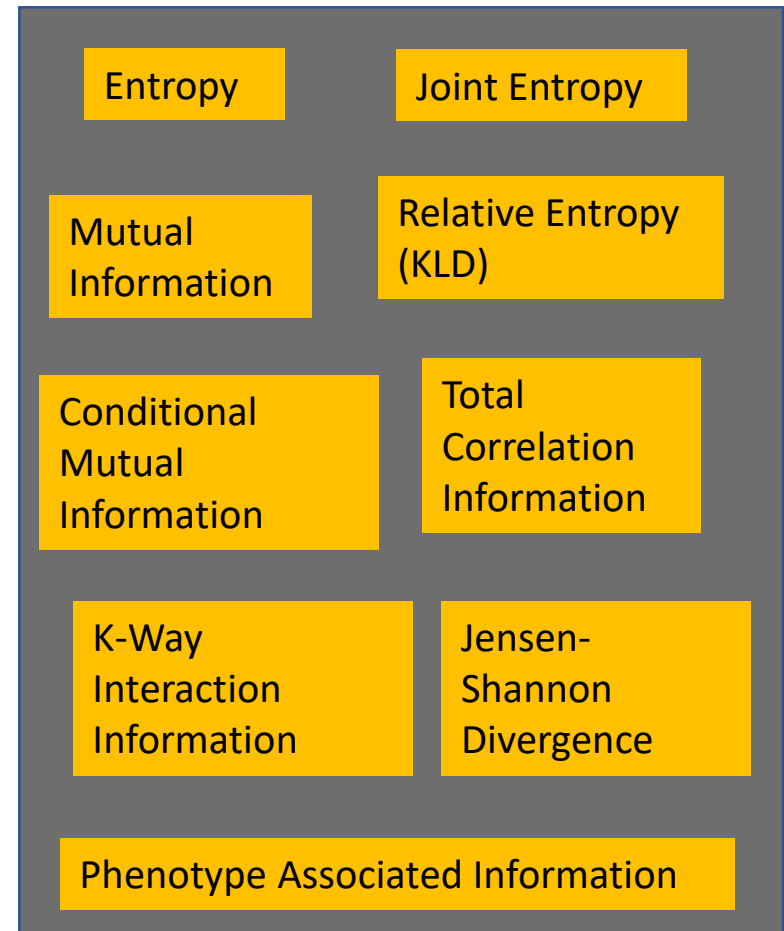 Entropy
Joint Entropy
Mutual
Information
Relative Entropy
(KLD)
Conditional
Mutual
Information
Total
Correlation
Information
K-Way
Interaction
Information
Jensen-
Shannon
Divergence
Phenotype Associated Information